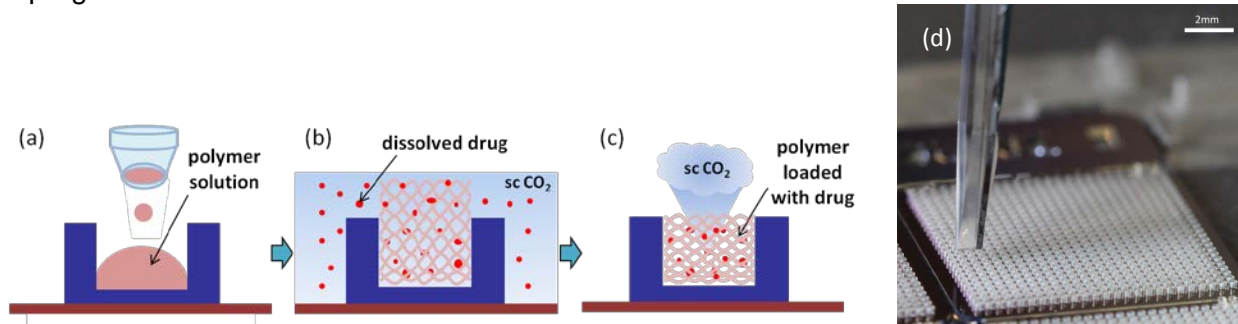 (a)
polymer
solution
(b)
dissolved drug
sc CO₂
(c)
sc CO₂
polymer
loaded
with drug
(d)
2mm